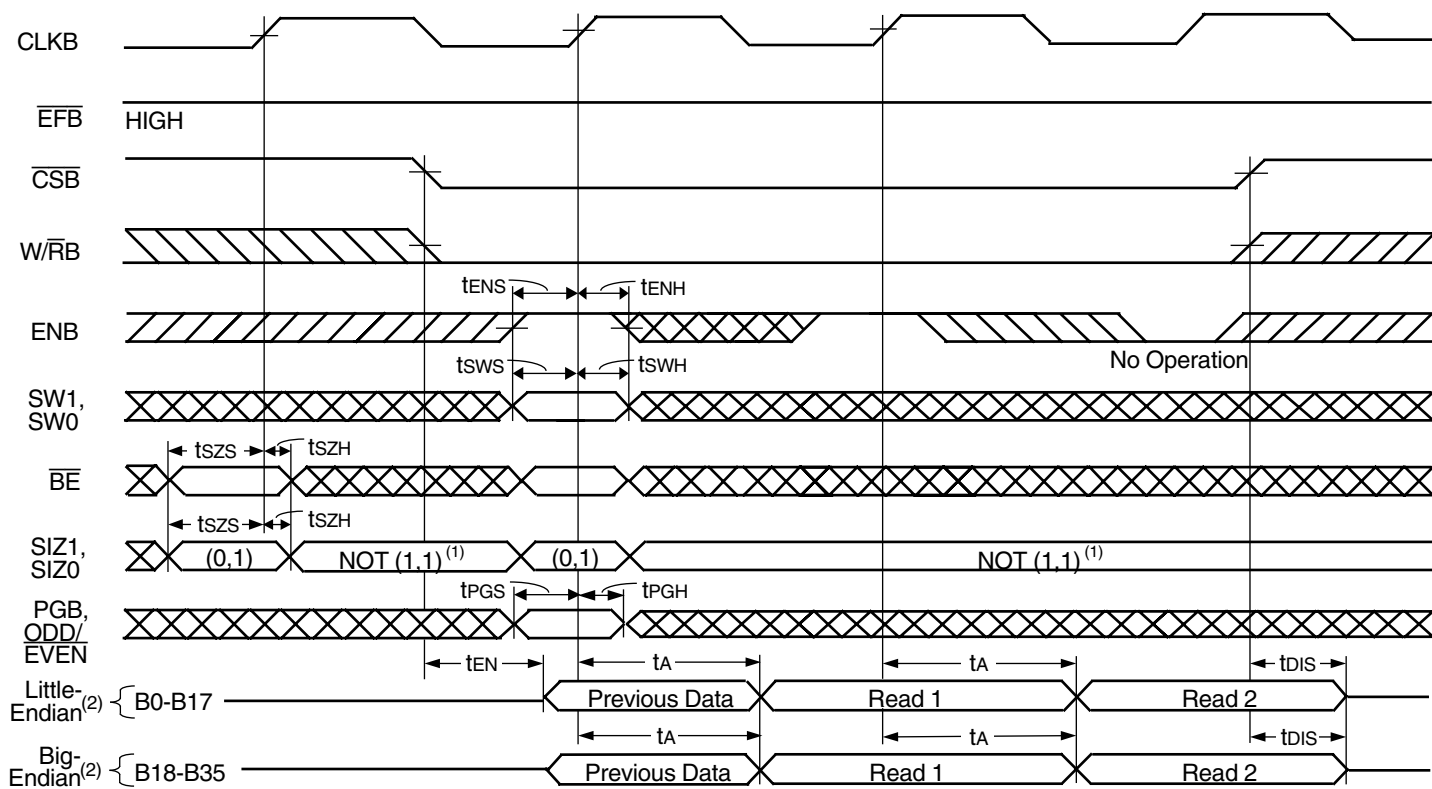 CLKB
EFB
HIGH
CSB
W/RB
tENS tENH
ENB
No Operation
tSWS tSWH
SW1,
SW0
tSZS tSZH
BE
tSZS tSZH
SIZ1,
SIZ0
(0,1) NOT (1,1) (1) (0,1) NOT (1,1) (1)
tPGS tPGH
PGB,
ODD/
EVEN
tEN tA tA tDIS
Little-
Endian(2) B0-B17 Previous Data Read 1 Read 2
tA tA tDIS
Big-
Endian(2) B18-B35 Previous Data Read 1 Read 2